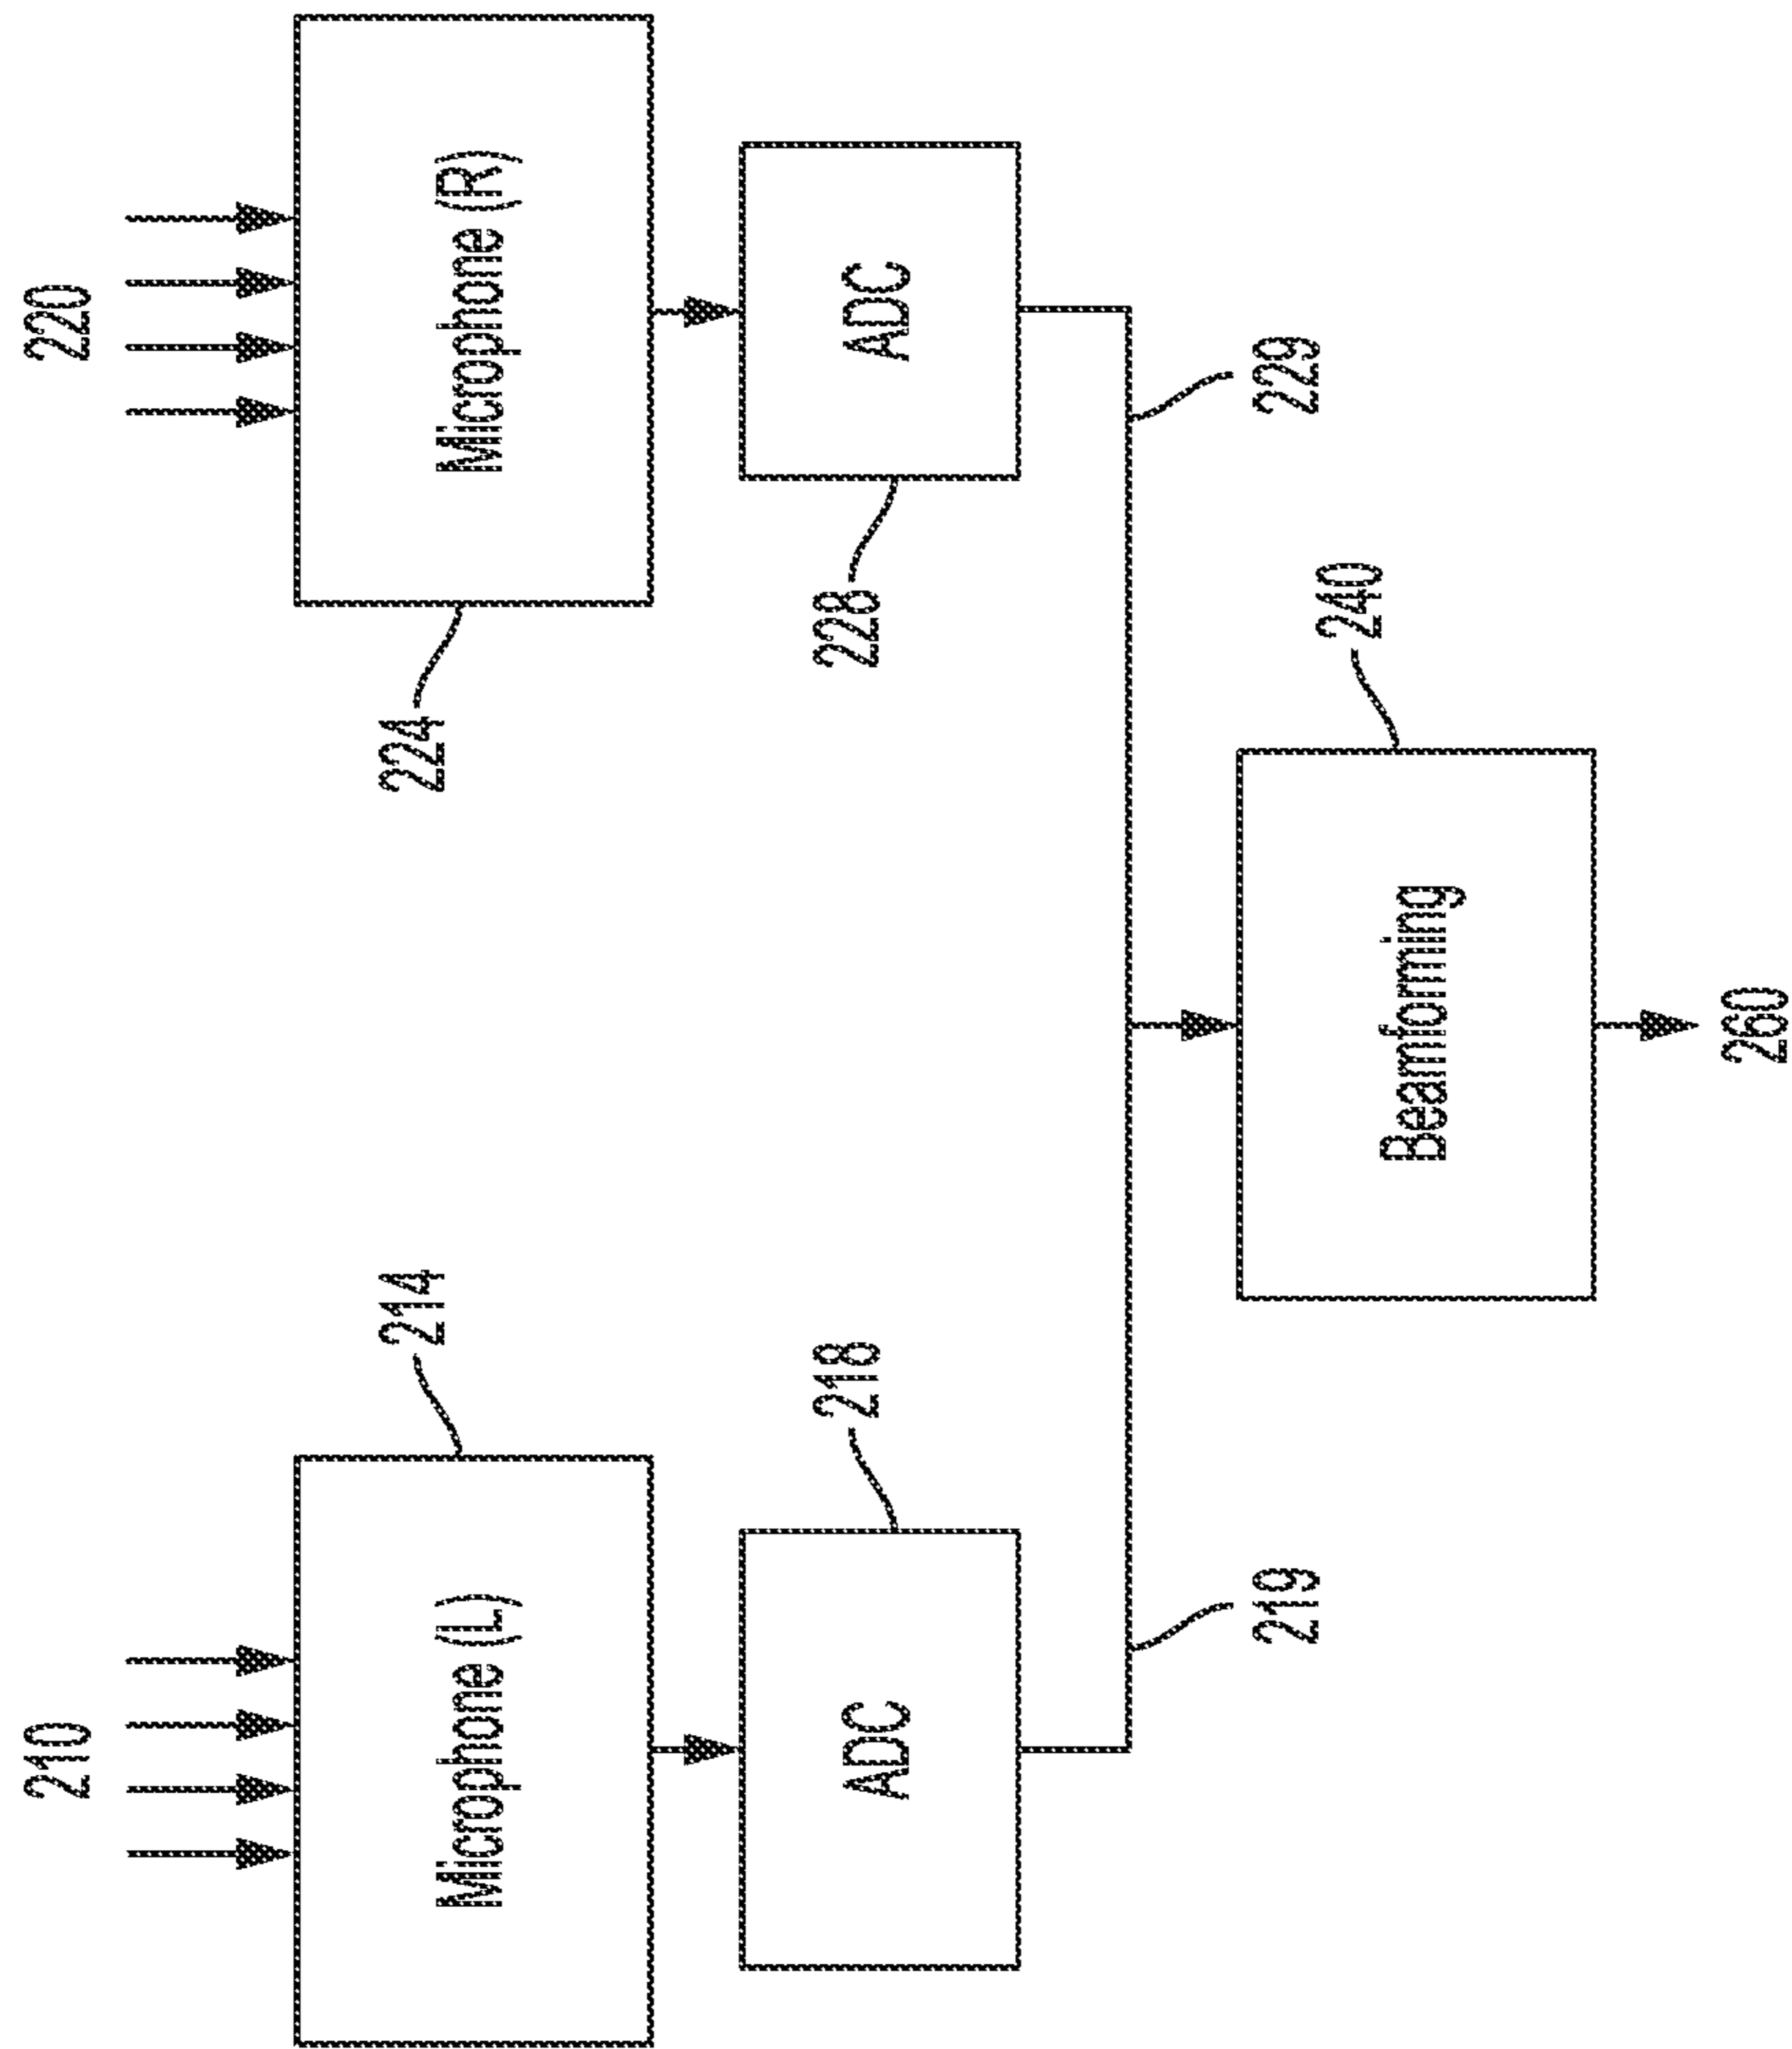 210
220
Microphone (L)
214
224
Microphone (R)
ADC
218
228
ADC
219
229
Beamforming
240
260